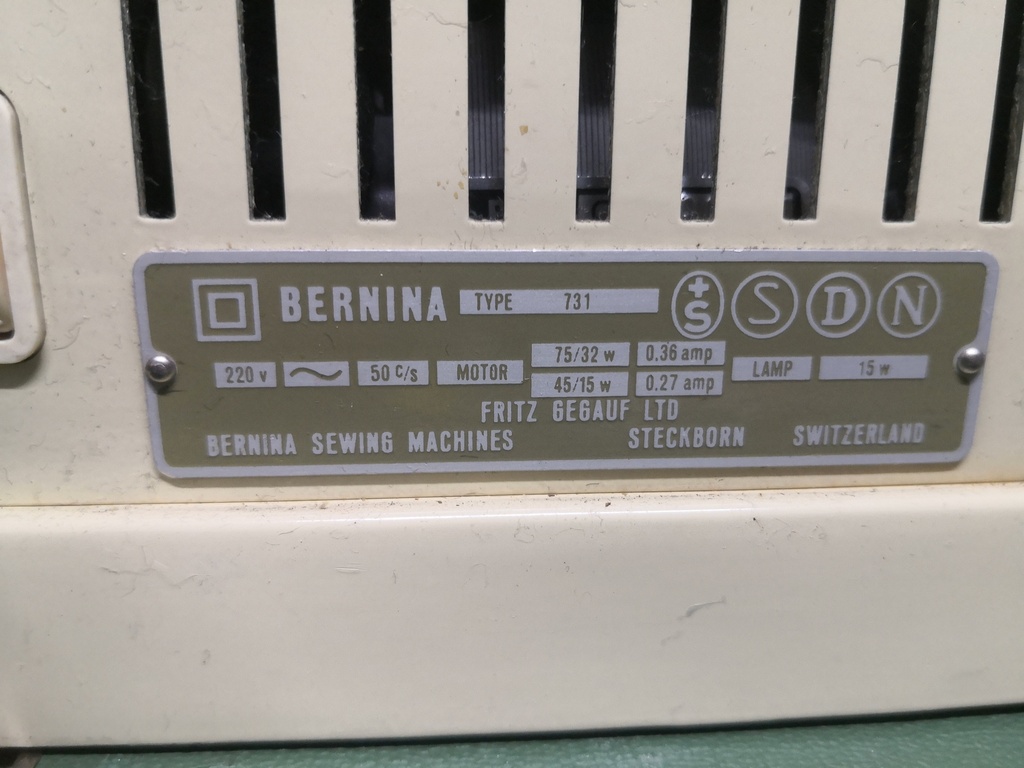 BERNINA TYPE 731 +S S D N
220 v 50 c/s MOTOR 75/32 w 0.36 amp LAMP 15 w
45/15 w 0.27 amp
FRITZ GEGAUF LTD
BERNINA SEWING MACHINES STECKBORN SWITZERLAND